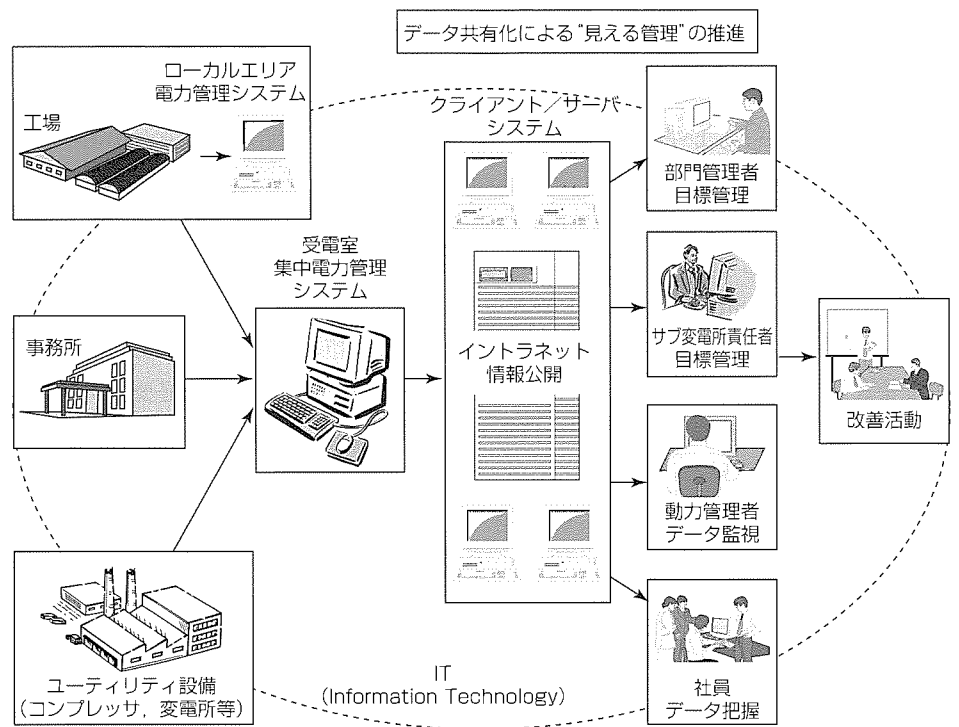 データ共有化による“見える管理”の推進
ローカルエリア
電力管理システム
工場
受電室
集中電力管理
システム
事務所
ユーティリティ設備
(コンプレッサ，変電所等)
クライアント／サーバ
システム
イントラネット
情報公開
部門管理者
目標管理
サブ変電所責任者
目標管理
動力管理者
データ監視
社員
データ把握
改善活動
IT
(Information Technology)